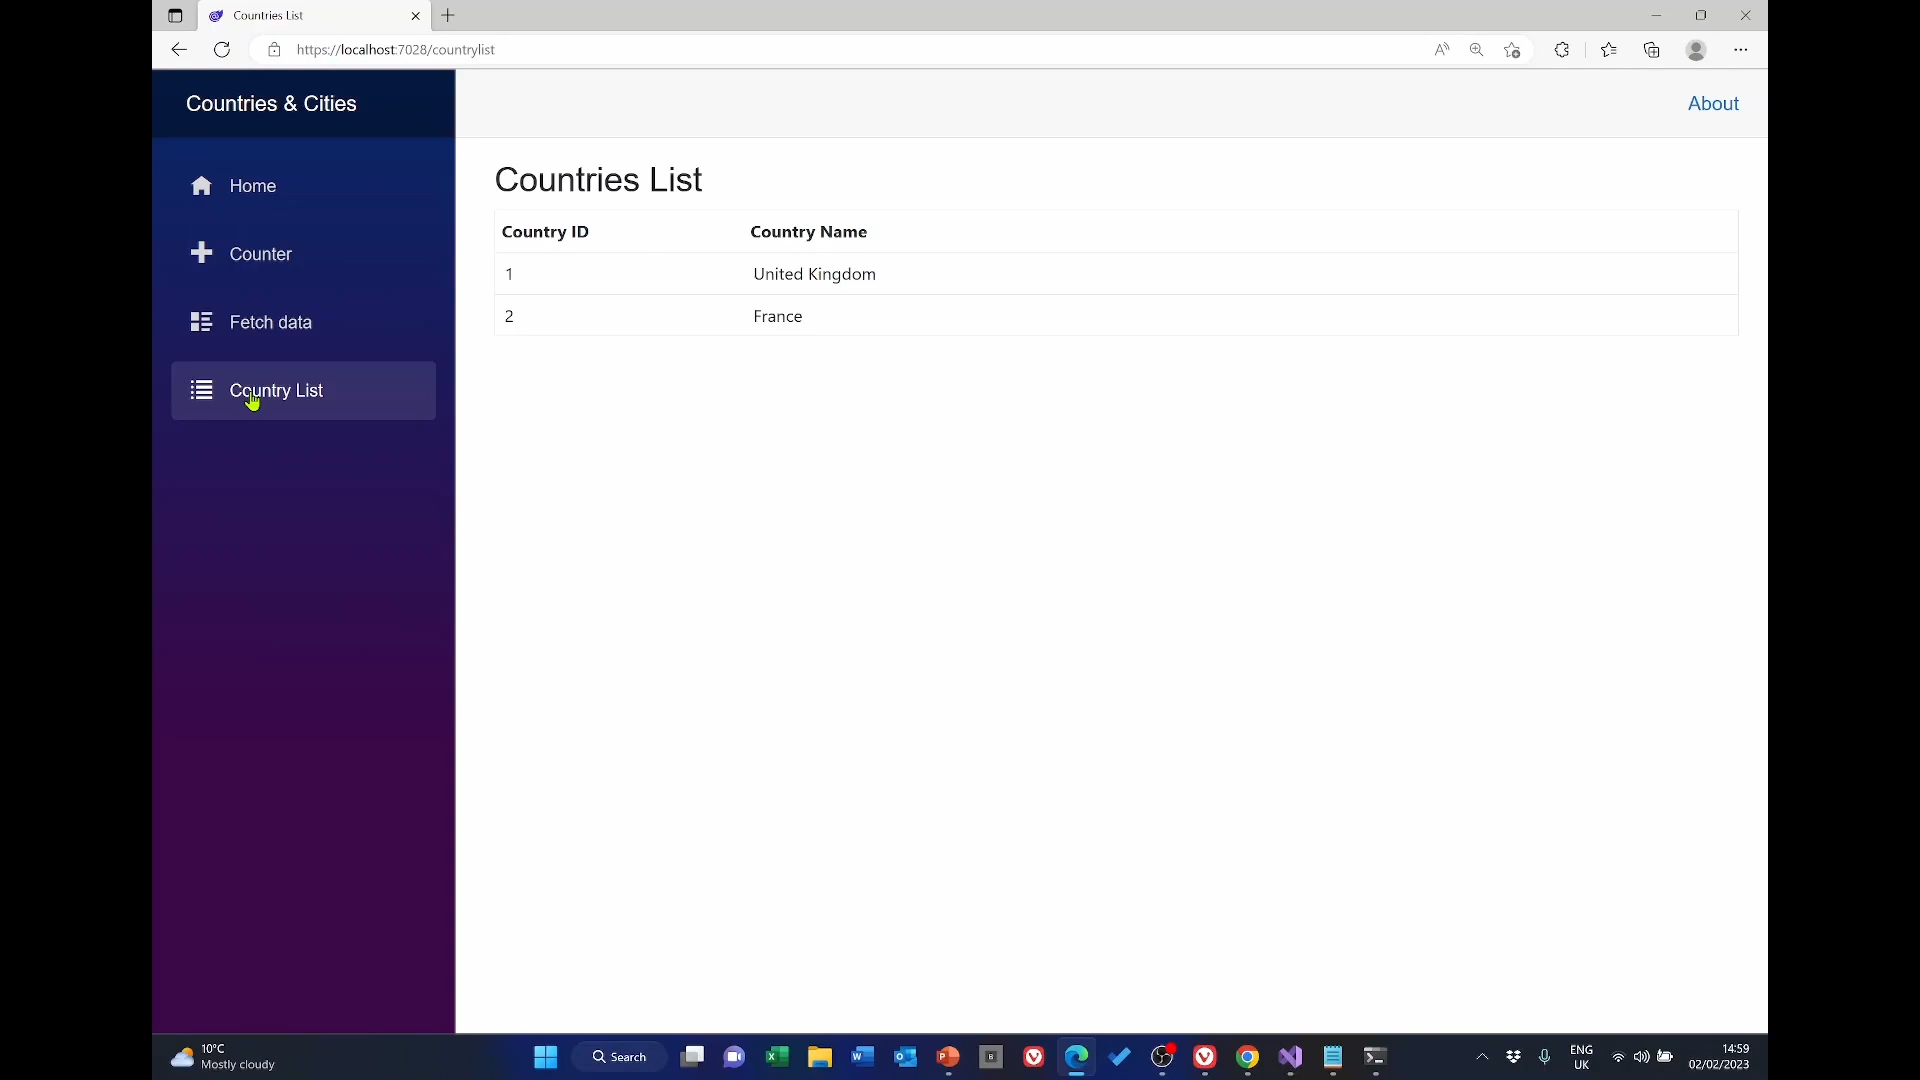 Countries List
https://localhost:7028/countrylist
Countries & Cities
About
Home
Counter
Fetch data
Country List
Countries List
Country ID Country Name
1 United Kingdom
2 France
10°C
Mostly cloudy
Search
ENG
UK
14:59
02/02/2023